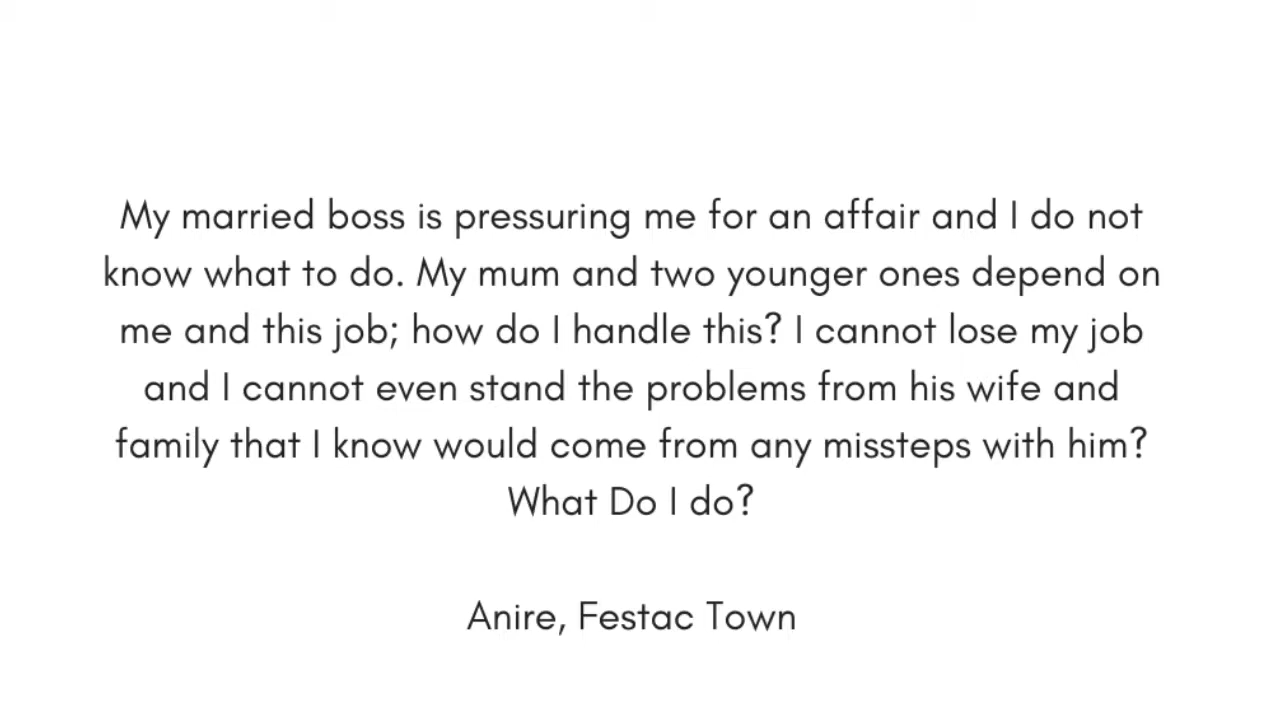 My married boss is pressuring me for an affair and I do not
know what to do. My mum and two younger ones depend on
me and this job; how do I handle this? I cannot lose my job
and I cannot even stand the problems from his wife and
family that I know would come from any missteps with him?
What Do I do?
Anire, Festac Town